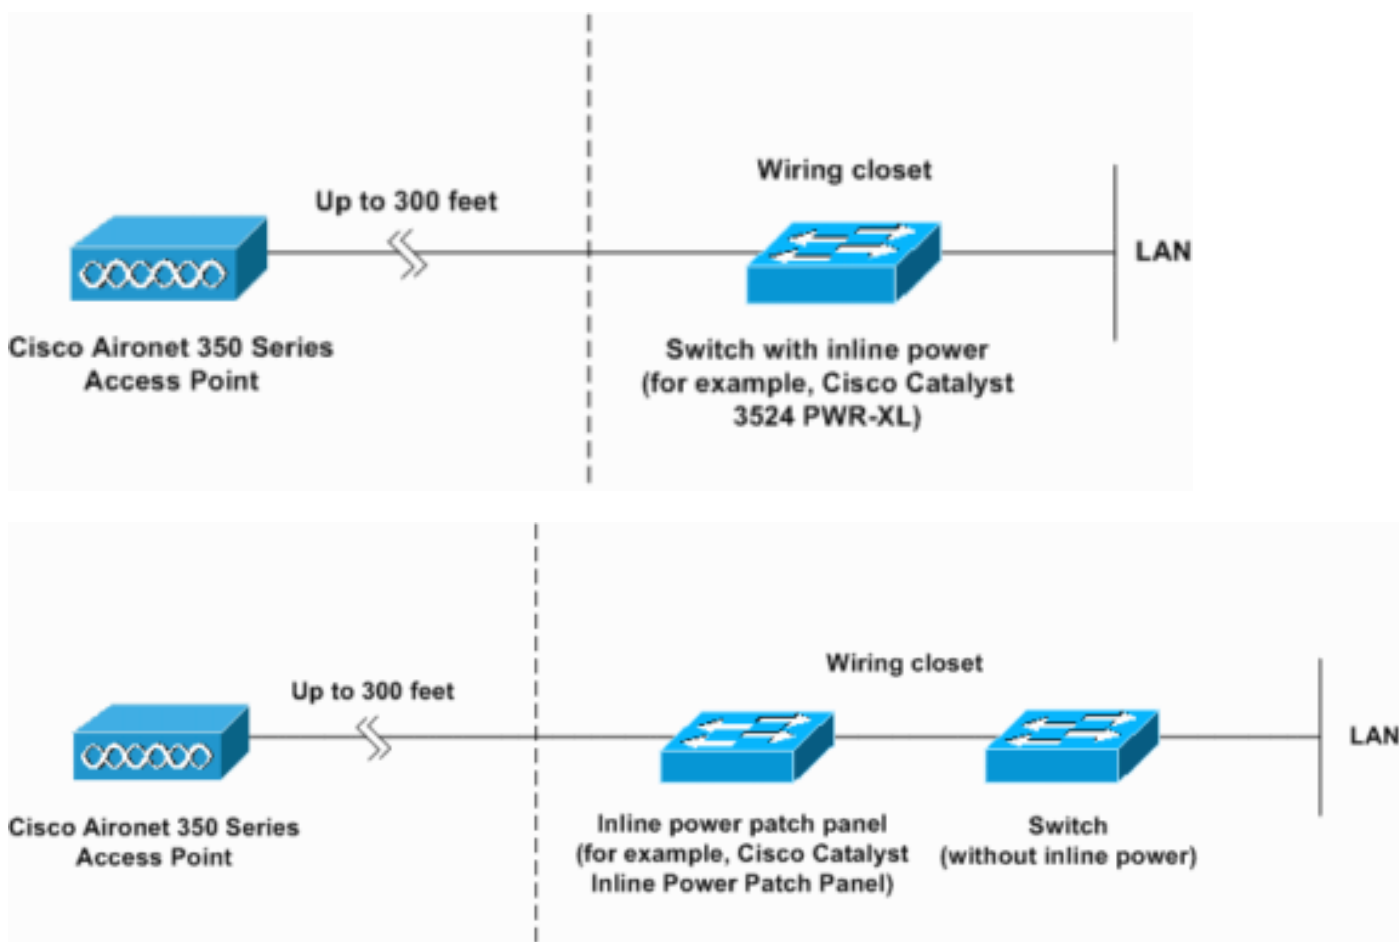 Wiring closet
Up to 300 feet
LAN
Cisco Aironet 350 Series
Access Point
Switch with inline power
(for example, Cisco Catalyst
3524 PWR-XL)
Wiring closet
Up to 300 feet
LAN
Cisco Aironet 350 Series
Access Point
Inline power patch panel
(for example, Cisco Catalyst
Inline Power Patch Panel)
Switch
(without inline power)